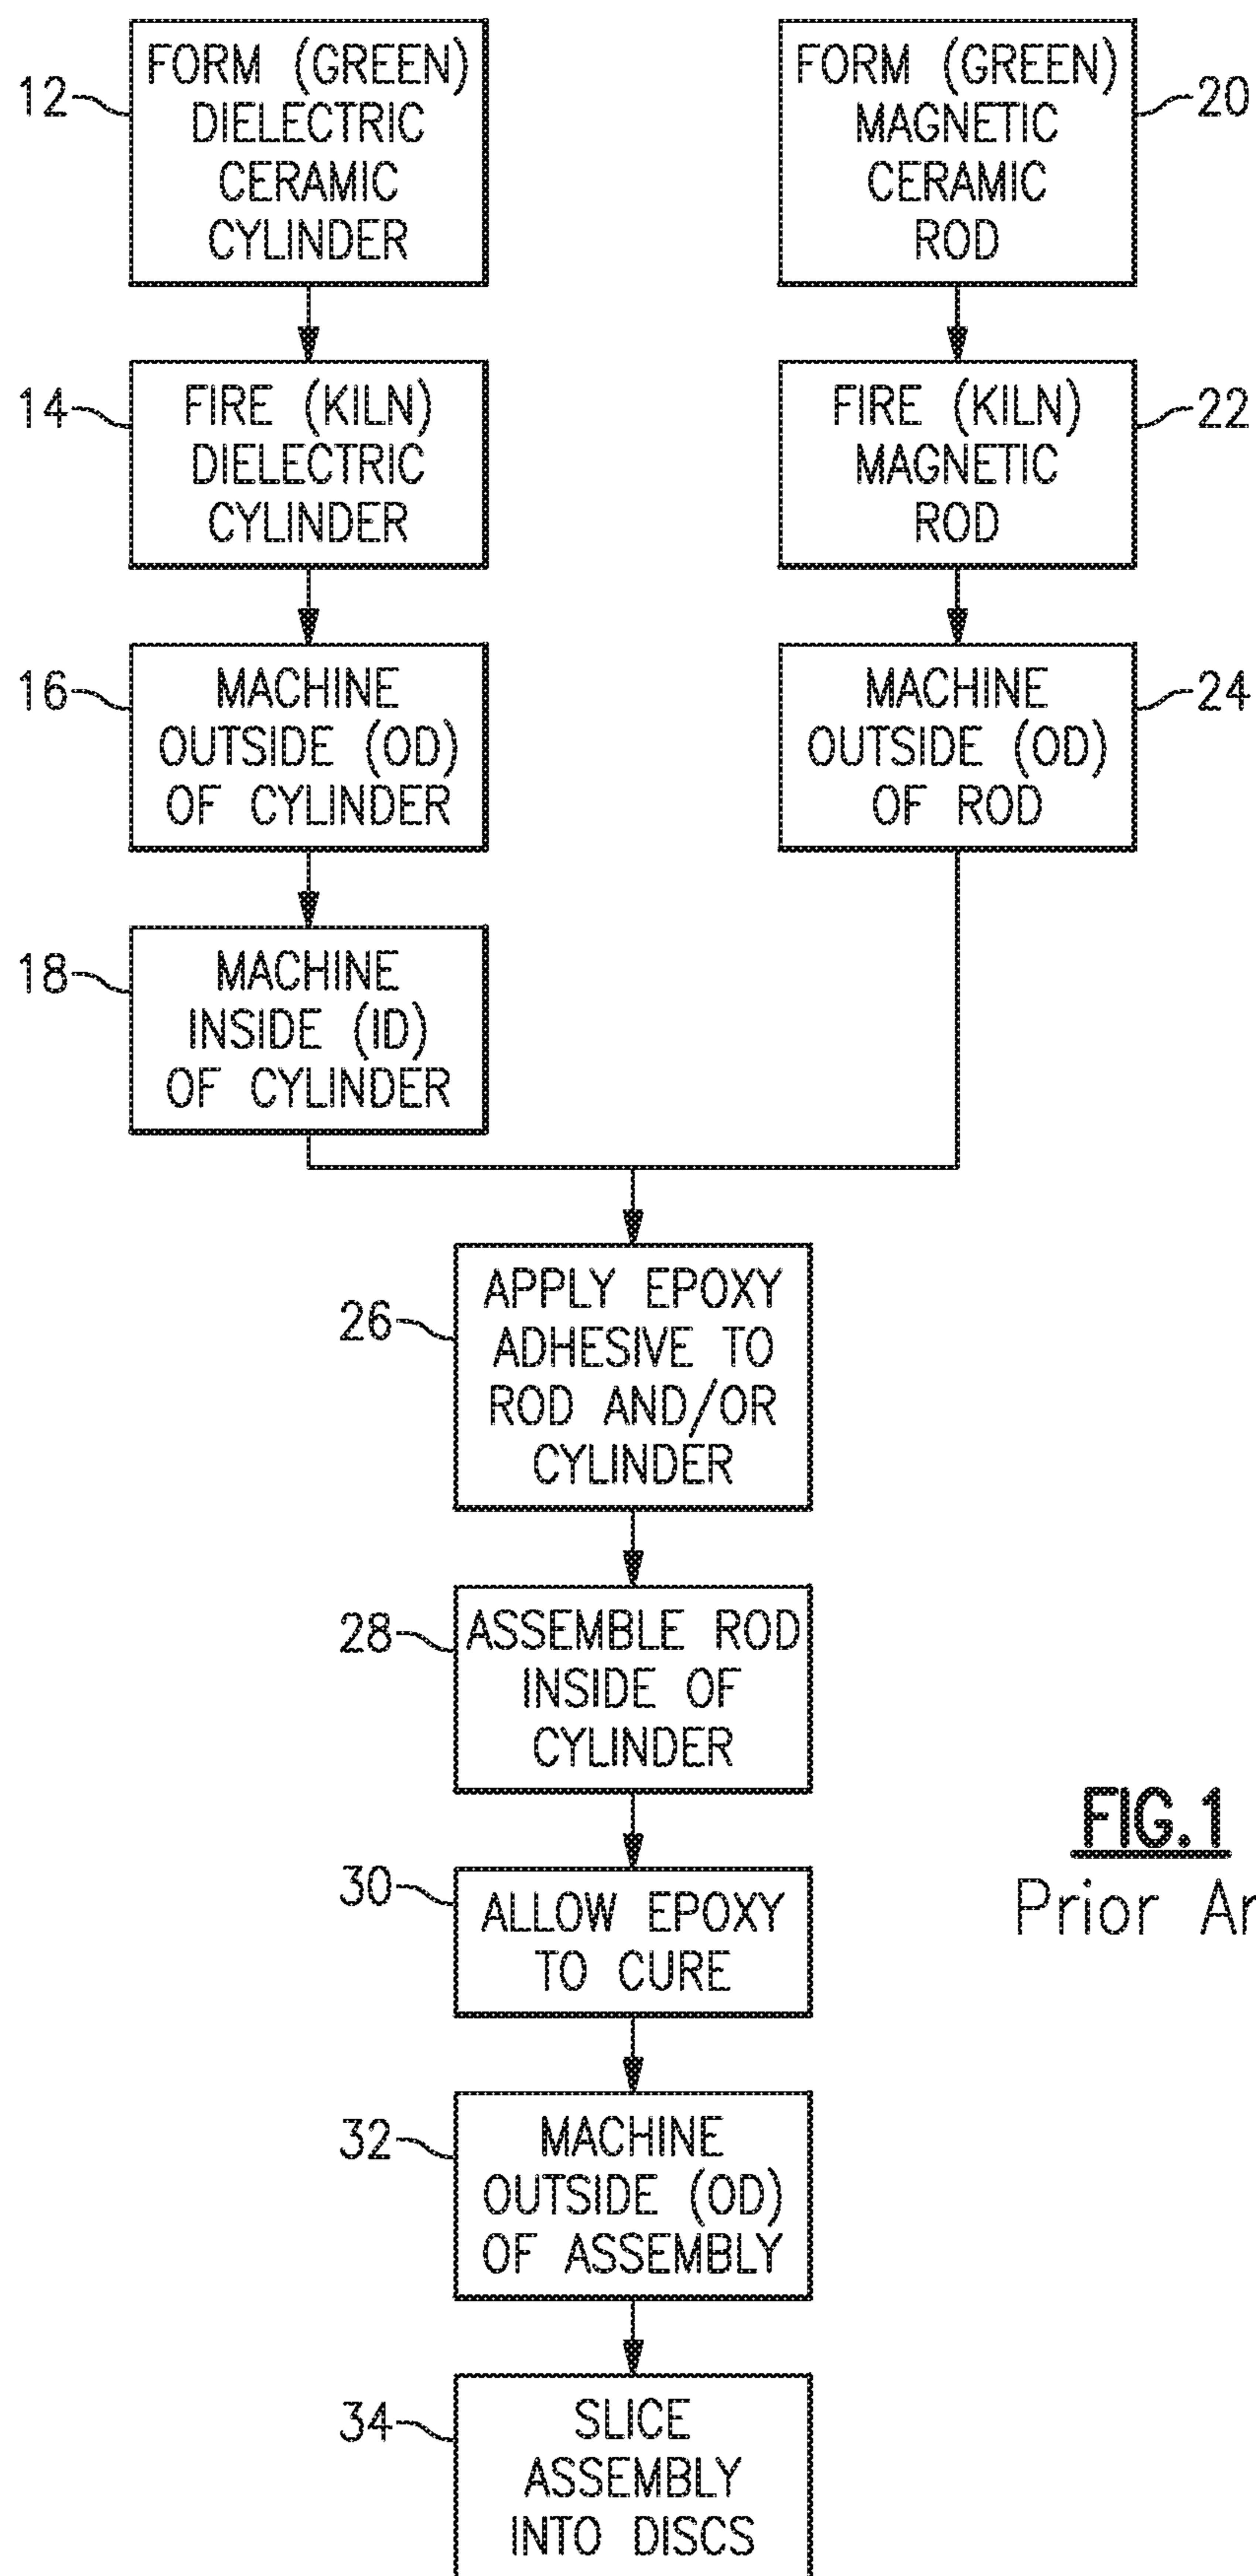 12
FORM (GREEN)
DIELECTRIC
CERAMIC
CYLINDER
FORM (GREEN)
MAGNETIC
CERAMIC
ROD
20
14
FIRE (KILN)
DIELECTRIC
CYLINDER
FIRE (KILN)
MAGNETIC
ROD
22
16
MACHINE
OUTSIDE (OD)
OF CYLINDER
MACHINE
OUTSIDE (OD)
OF ROD
24
18
MACHINE
INSIDE (ID)
OF CYLINDER
26
APPLY EPOXY
ADHESIVE TO
ROD AND/OR
CYLINDER
28
ASSEMBLE ROD
INSIDE OF
CYLINDER
30
ALLOW EPOXY
TO CURE
FIG.1
Prior Ar
32
MACHINE
OUTSIDE (OD)
OF ASSEMBLY
34
SLICE
ASSEMBLY
INTO DISCS